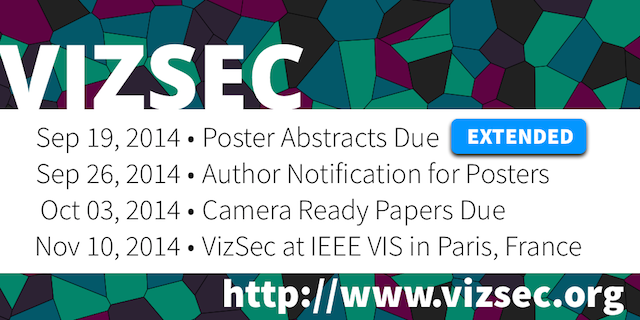 VIZSEC
Sep 19, 2014 • Poster Abstracts Due EXTENDED
Sep 26, 2014 • Author Notification for Posters
Oct 03, 2014 • Camera Ready Papers Due
Nov 10, 2014 • VizSec at IEEE VIS in Paris, France
http://www.vizsec.org